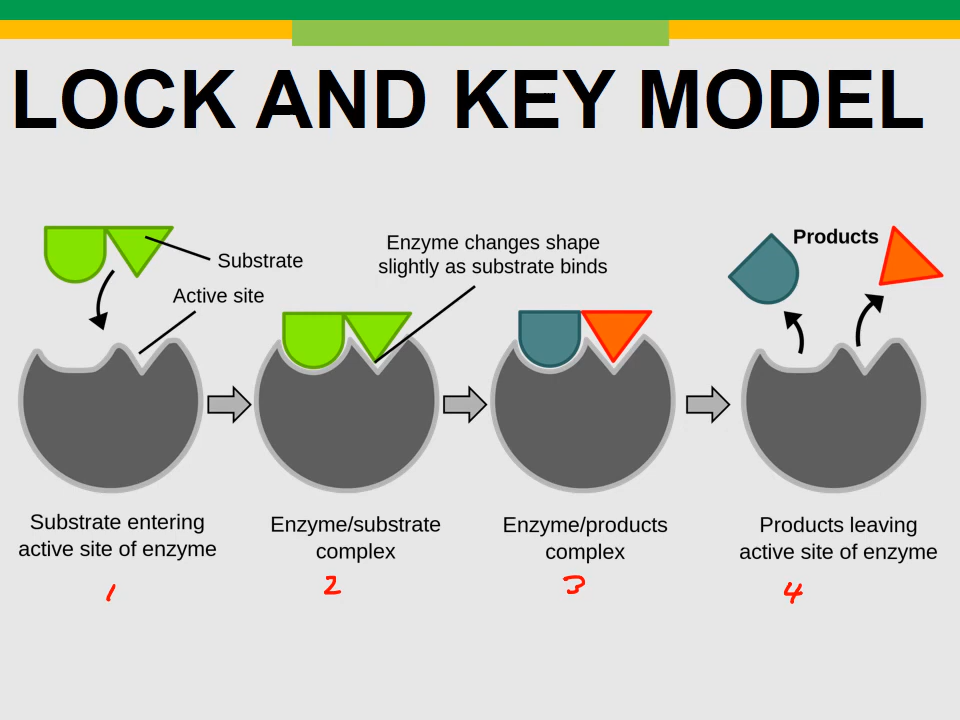 LOCK AND KEY MODEL
Substrate
Active site
Enzyme changes shape
slightly as substrate binds
Products
Substrate entering
active site of enzyme
Enzyme/substrate
complex
Enzyme/products
complex
Products leaving
active site of enzyme
1
2
3
4